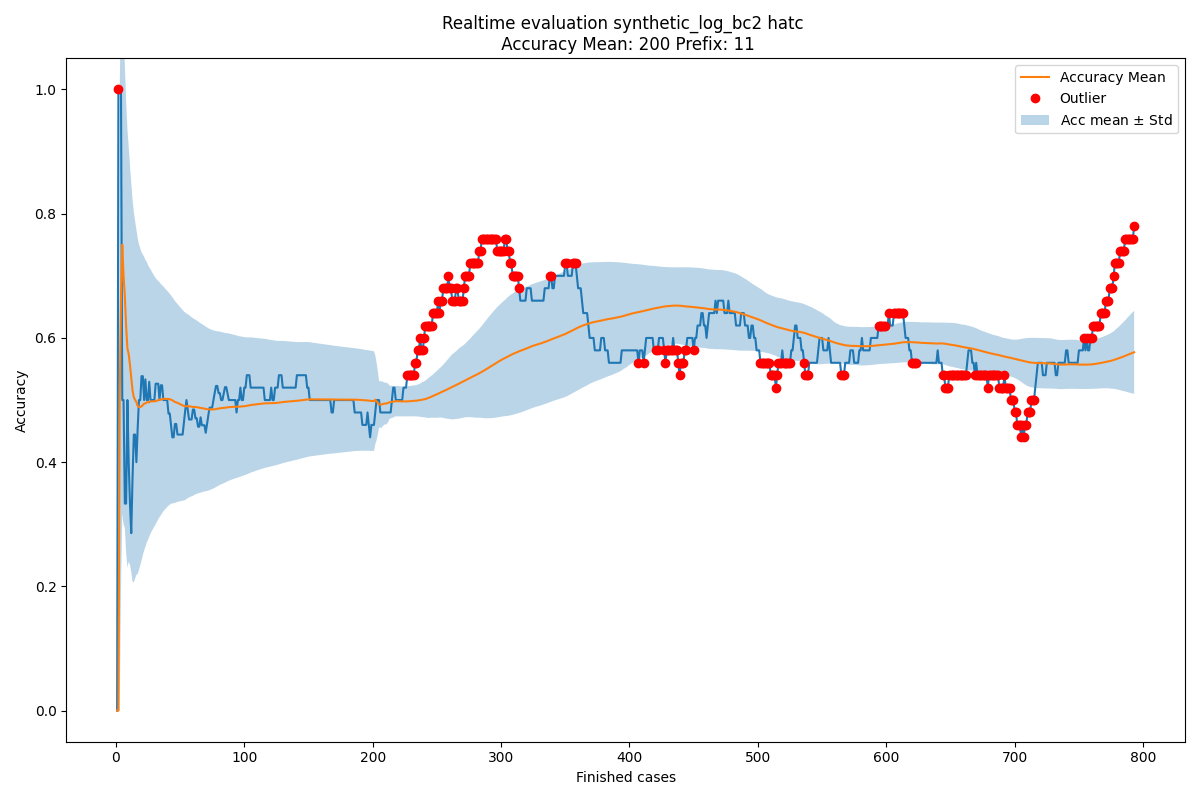 Realtime evaluation synthetic_log_bc2 hatc
Accuracy Mean: 200 Prefix: 11
Accuracy Mean
Outlier
Acc mean ± Std
Accuracy
1.0
0.8
0.6
0.4
0.2
0.0
0
100
200
300
400
500
600
700
800
Finished cases